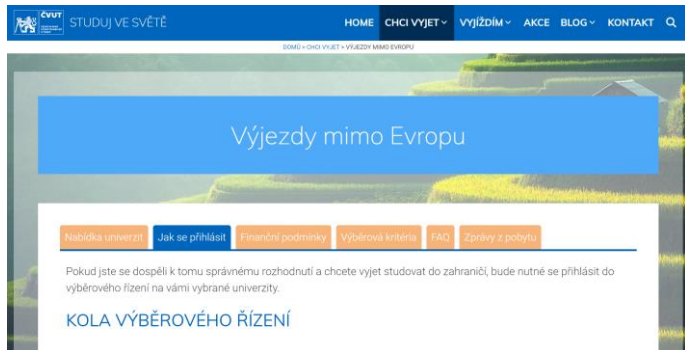 ČVUT STUDUJ VE SVĚTĚ HOME CHCI VYJET VYJÍŽDÍM AKCE BLOG KONTAKT
DOMŮ » CHCI VYJET » VÝJEZDY MIMO EVROPU
Výjezdy mimo Evropu
Nabídka univerzit Jak se přihlásit Finanční podmínky Výběrová kritéria FAQ Zprávy z pobytu
Pokud jste se dospěli k tomu správnému rozhodnutí a chcete vyjet studovat do zahraničí, bude nutné se přihlásit do
výběrového řízení na vámi vybrané univerzity.
KOLA VÝBĚROVÉHO ŘÍZENÍ